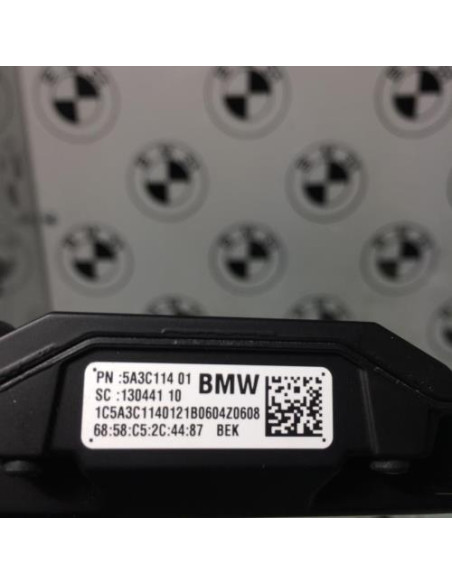 PN :5A3C114 01 BMW
SC :130441 10
1C5A3C1140121B0604Z0608
68:58:C5:2C:44:87 BEK